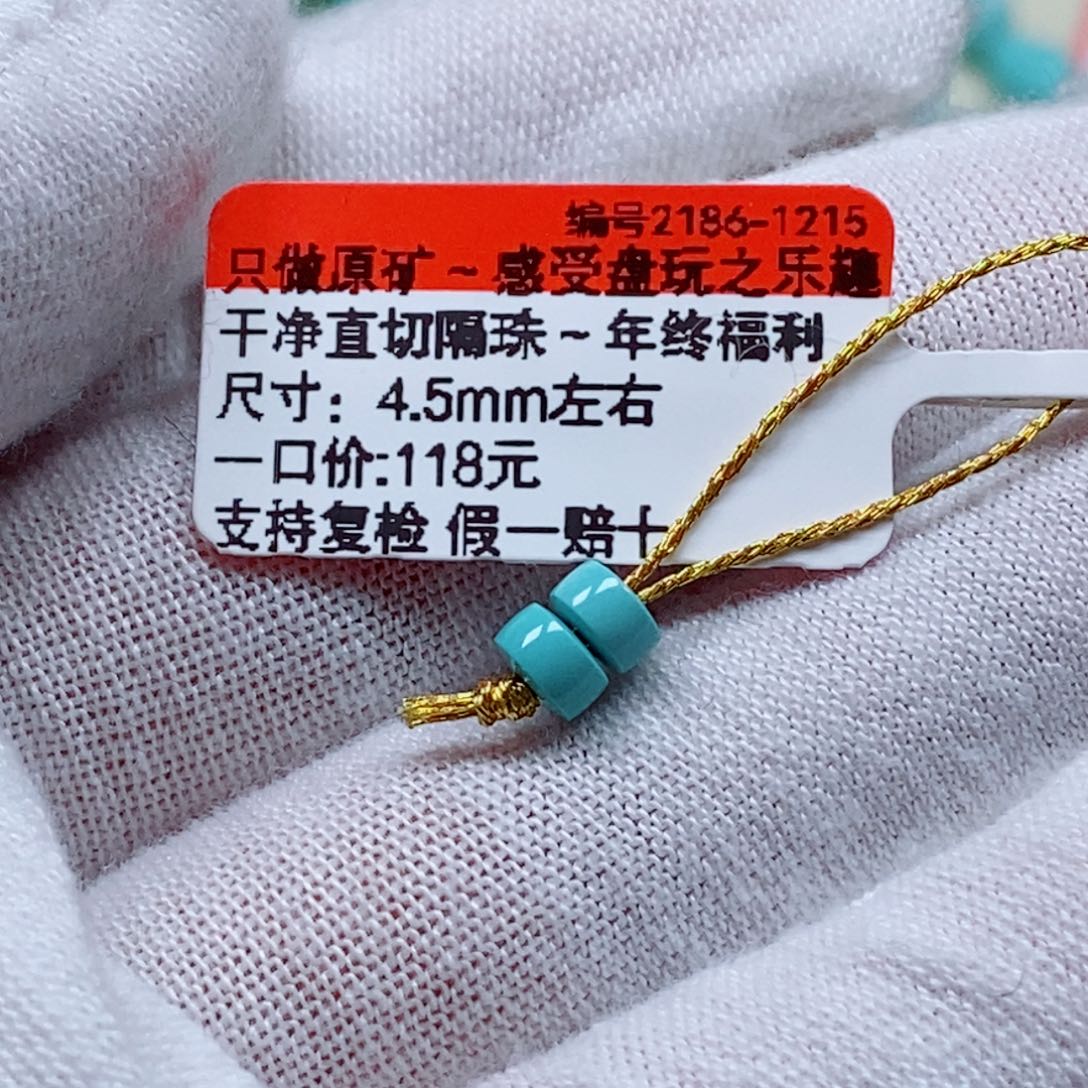 编号2186-1215
只做原矿~感受盘玩之乐趣
干净直切隔珠~年终福利
尺寸：4.5mm左右
一口价:118元
支持复检 假一赔十